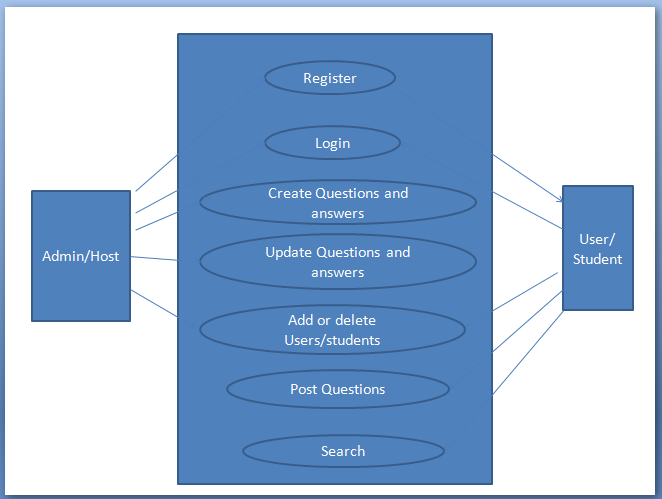 Register
Login
Create Questions and
answers
Admin/Host
Update Questions and
answers
User/
Student
Add or delete
Users/students
Post Questions
Search